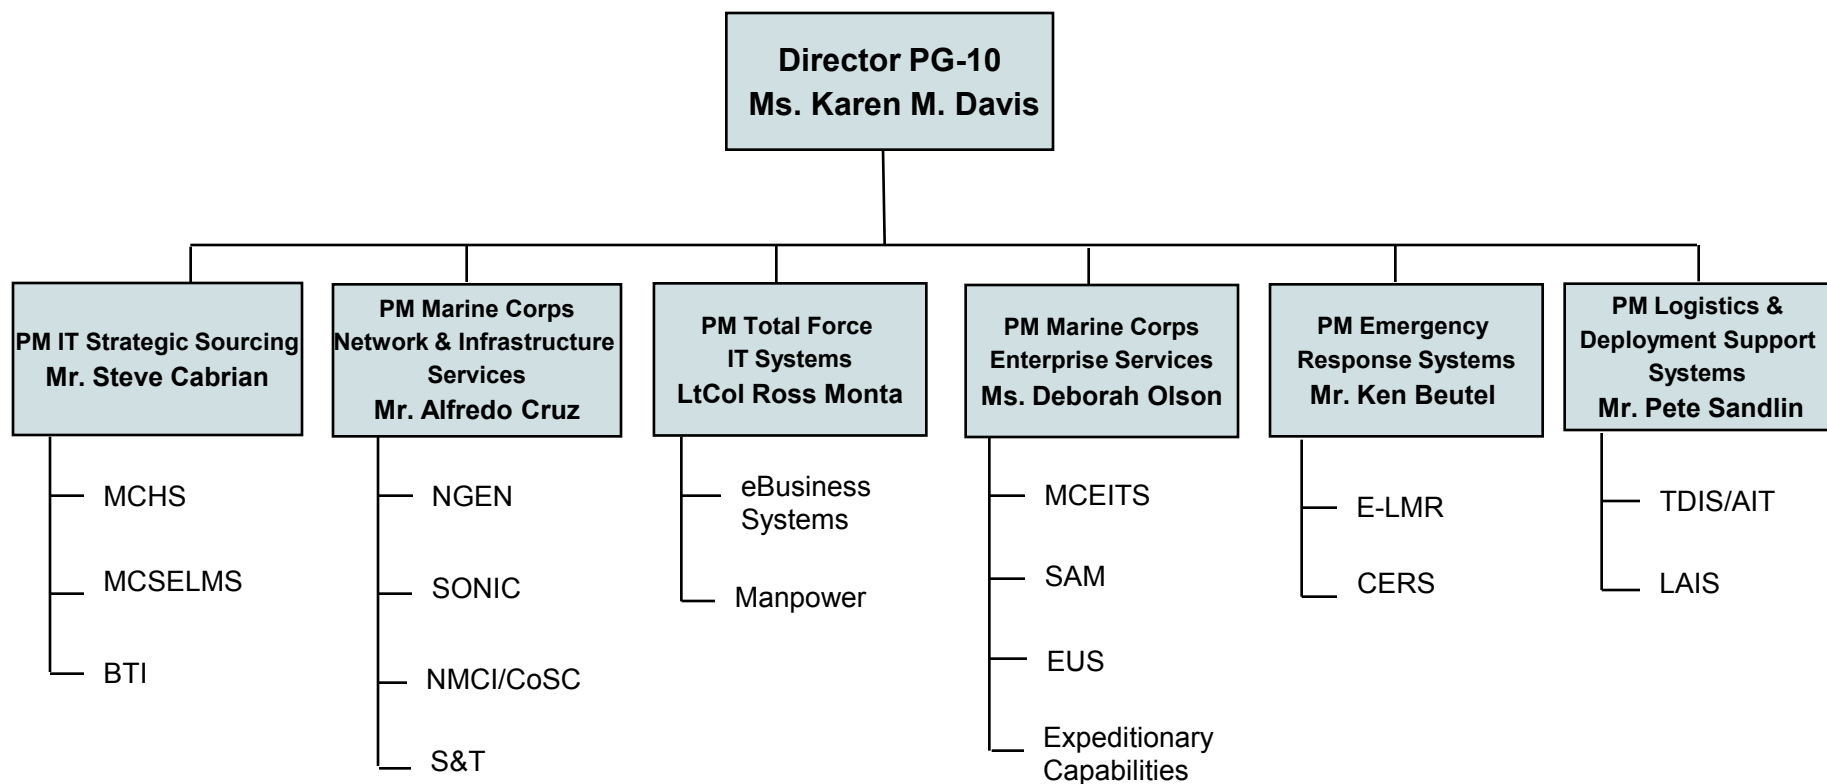 Director PG-10
Ms. Karen M. Davis
PM IT Strategic Sourcing
Mr. Steve Cabrian
MCHS
MCSELMS
BTI
PM Marine Corps
Network & Infrastructure
Services
Mr. Alfredo Cruz
NGEN
SONIC
NMCI/CoSC
S&T
PM Total Force
IT Systems
LtCol Ross Monta
eBusiness
Systems
Manpower
PM Marine Corps
Enterprise Services
Ms. Deborah Olson
MCEITS
SAM
EUS
Expeditionary
Capabilities
PM Emergency
Response Systems
Mr. Ken Beutel
E-LMR
CERS
PM Logistics &
Deployment Support
Systems
Mr. Pete Sandlin
TDIS/AIT
LAIS